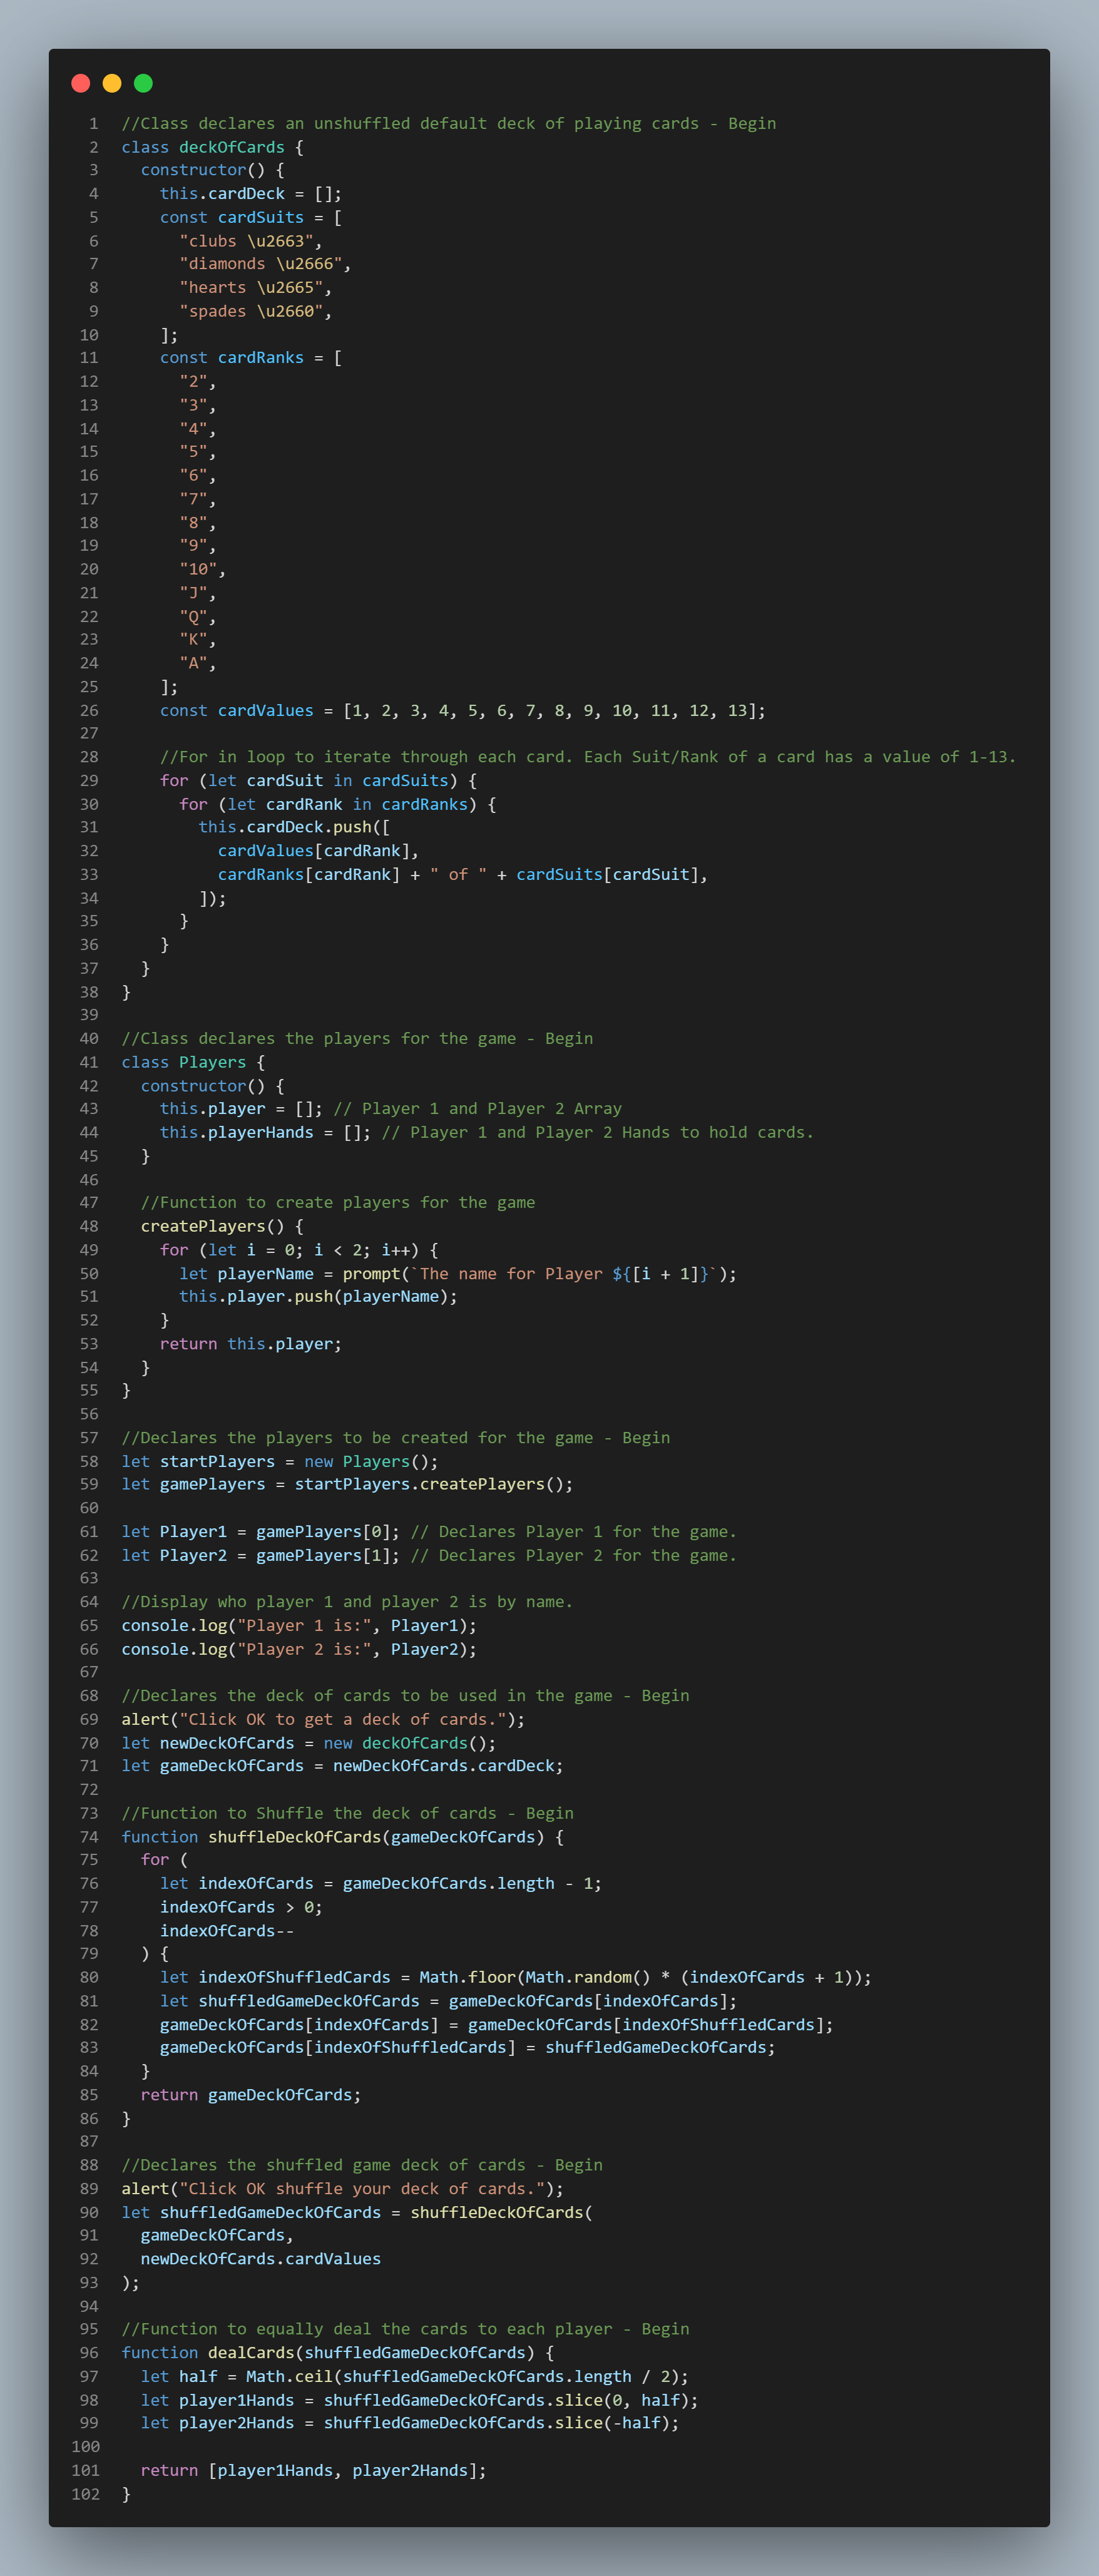 1 //Class declares an unshuffled default deck of playing cards - Begin
2 class deckOfCards {
3   constructor() {
4     this.cardDeck = [];
5     const cardSuits = [
6       "clubs \u2663",
7       "diamonds \u2666",
8       "hearts \u2665",
9       "spades \u2660",
10     ];
11     const cardRanks = [
12       "2",
13       "3",
14       "4",
15       "5",
16       "6",
17       "7",
18       "8",
19       "9",
20       "10",
21       "J",
22       "Q",
23       "K",
24       "A",
25     ];
26     const cardValues = [1, 2, 3, 4, 5, 6, 7, 8, 9, 10, 11, 12, 13];
27
28     //For in loop to iterate through each card. Each Suit/Rank of a card has a value of 1-13.
29     for (let cardSuit in cardSuits) {
30       for (let cardRank in cardRanks) {
31         this.cardDeck.push([
32           cardValues[cardRank],
33           cardRanks[cardRank] + " of " + cardSuits[cardSuit],
34         ]);
35       }
36     }
37   }
38 }
39
40 //Class declares the players for the game - Begin
41 class Players {
42   constructor() {
43     this.player = []; // Player 1 and Player 2 Array
44     this.playerHands = []; // Player 1 and Player 2 Hands to hold cards.
45   }
46
47   //Function to create players for the game
48   createPlayers() {
49     for (let i = 0; i < 2; i++) {
50       let playerName = prompt(`The name for Player ${[i + 1]}`);
51       this.player.push(playerName);
52     }
53     return this.player;
54   }
55 }
56
57 //Declares the players to be created for the game - Begin
58 let startPlayers = new Players();
59 let gamePlayers = startPlayers.createPlayers();
60
61 let Player1 = gamePlayers[0]; // Declares Player 1 for the game.
62 let Player2 = gamePlayers[1]; // Declares Player 2 for the game.
63
64 //Display who player 1 and player 2 is by name.
65 console.log("Player 1 is:", Player1);
66 console.log("Player 2 is:", Player2);
67
68 //Declares the deck of cards to be used in the game - Begin
69 alert("Click OK to get a deck of cards.");
70 let newDeckOfCards = new deckOfCards();
71 let gameDeckOfCards = newDeckOfCards.cardDeck;
72
73 //Function to Shuffle the deck of cards - Begin
74 function shuffleDeckOfCards(gameDeckOfCards) {
75   for (
76     let indexOfCards = gameDeckOfCards.length - 1;
77     indexOfCards > 0;
78     indexOfCards--
79   ) {
80     let indexOfShuffledCards = Math.floor(Math.random() * (indexOfCards + 1));
81     let shuffledGameDeckOfCards = gameDeckOfCards[indexOfCards];
82     gameDeckOfCards[indexOfCards] = gameDeckOfCards[indexOfShuffledCards];
83     gameDeckOfCards[indexOfShuffledCards] = shuffledGameDeckOfCards;
84   }
85   return gameDeckOfCards;
86 }
87
88 //Declares the shuffled game deck of cards - Begin
89 alert("Click OK shuffle your deck of cards.");
90 let shuffledGameDeckOfCards = shuffleDeckOfCards(
91   gameDeckOfCards,
92   newDeckOfCards.cardValues
93 );
94
95 //Function to equally deal the cards to each player - Begin
96 function dealCards(shuffledGameDeckOfCards) {
97   let half = Math.ceil(shuffledGameDeckOfCards.length / 2);
98   let player1Hands = shuffledGameDeckOfCards.slice(0, half);
99   let player2Hands = shuffledGameDeckOfCards.slice(-half);
100
101   return [player1Hands, player2Hands];
102 }